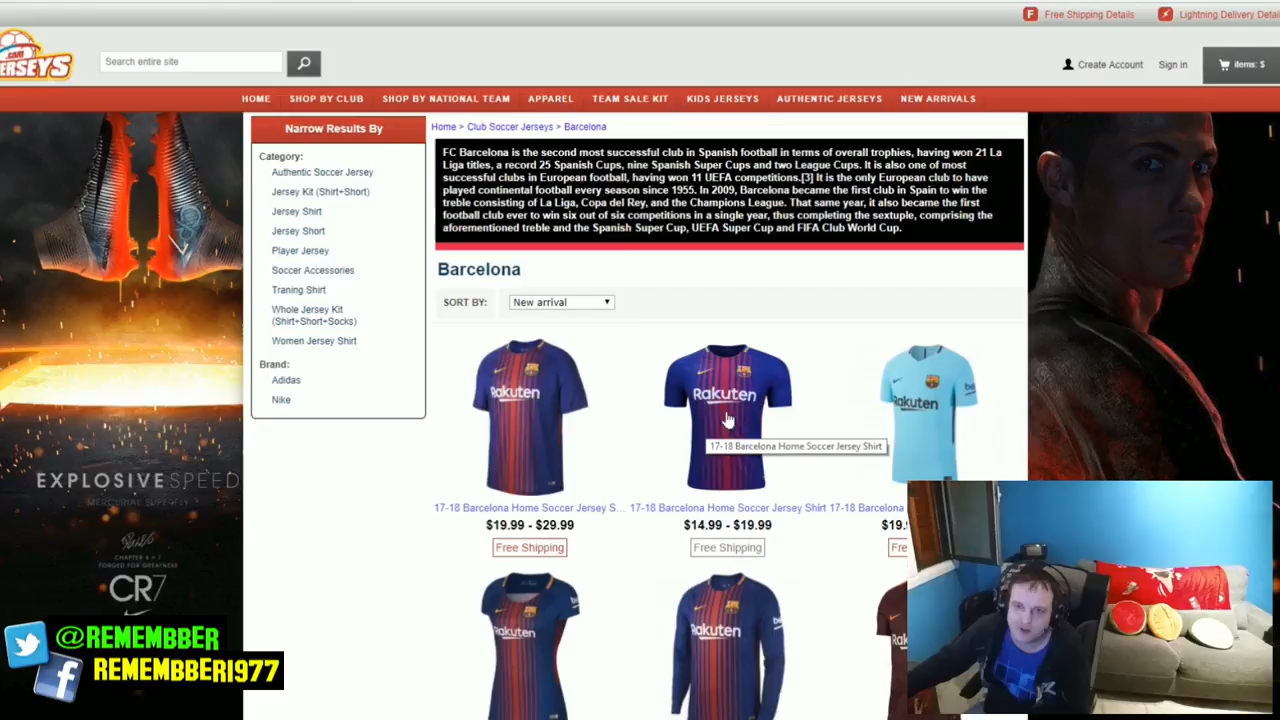 Free Shipping Details
Lightning Delivery Detai
Search entire site
Create Account
Sign in
items: $
HOME
SHOP BY CLUB
SHOP BY NATIONAL TEAM
APPAREL
TEAM SALE KIT
KIDS JERSEYS
AUTHENTIC JERSEYS
NEW ARRIVALS
Narrow Results By
Category:
Authentic Soccer Jersey
Jersey Kit (Shirt+Short)
Jersey Shirt
Jersey Short
Player Jersey
Soccer Accessories
Traning Shirt
Whole Jersey Kit
(Shirt+Short+Socks)
Women Jersey Shirt
Brand:
Adidas
Nike
Home > Club Soccer Jerseys > Barcelona
FC Barcelona is the second most successful club in Spanish football in terms of overall trophies, having won 21 La
Liga titles, a record 25 Spanish Cups, nine Spanish Super Cups and two League Cups. It is also one of most
successful clubs in European football, having won 11 UEFA competitions.[3] It is the only European club to have
played continental football every season since 1955. In 2009, Barcelona became the first club in Spain to win the
treble consisting of La Liga, Copa del Rey, and the Champions League. That same year, it also became the first
football club ever to win six out of six competitions in a single year, thus completing the sextuple, comprising the
aforementioned treble and the Spanish Super Cup, UEFA Super Cup and FIFA Club World Cup.
Barcelona
SORT BY:
New arrival
Rakuten
Rakuten
Rakuten
17-18 Barcelona Home Soccer Jersey Shirt
17-18 Barcelona Home Soccer Jersey S...
17-18 Barcelona Home Soccer Jersey Shirt
17-18 Barcelona
$19.99 - $29.99
$14.99 - $19.99
$19.
Free Shipping
Free Shipping
Fre
Rakuten
Rakuten
EXPLOSIVE SPEED
MERCURIAL SUPERFLY
CHAPTER 4 = 7
FORGED FOR GREATNESS
CR7
@REMEMBBER
REMEMBBER1977